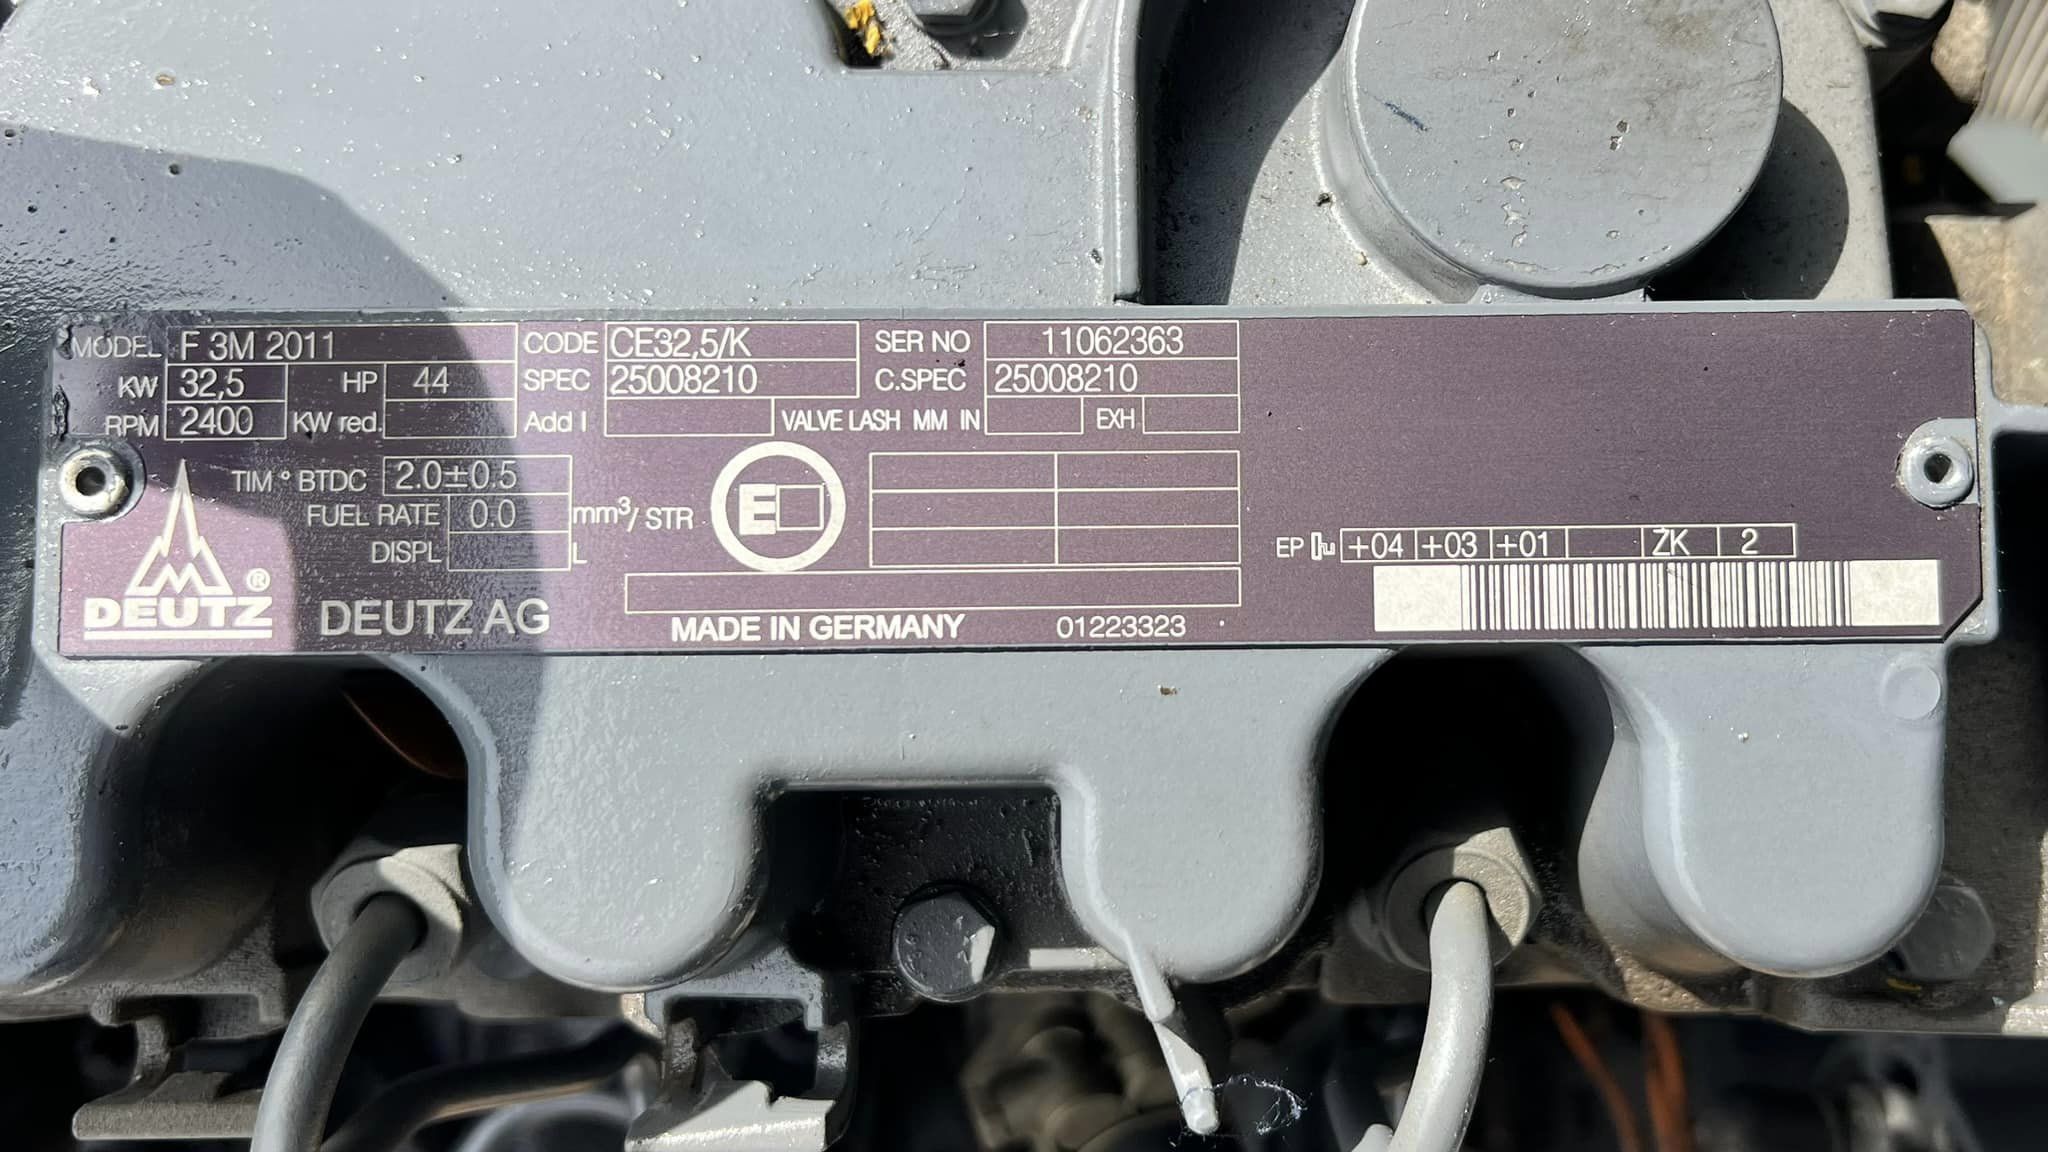 MODEL F 3M 2011 CODE CE32,5/K SER NO 11062363
KW 32,5 HP 44 SPEC 25008210 C.SPEC 25008210
RPM 2400 KW red. Add I VALVE LASH MM IN EXH
TIM ° BTDC 2.0±0.5
FUEL RATE 0.0 mm³/ STR
DISPL L
E
EP +04 +03 +01 ZK 2
DEUTZ ® DEUTZ AG
MADE IN GERMANY 01223323